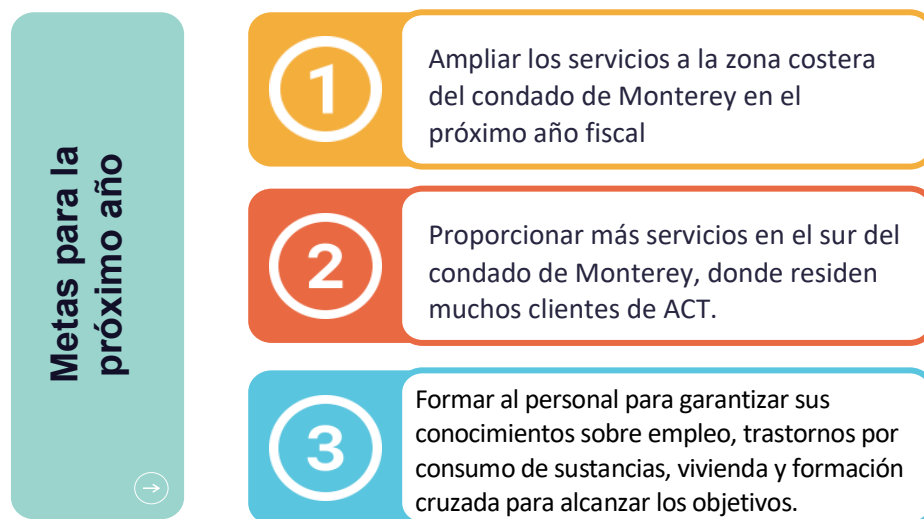 Metas para la
próximo año
1
Ampliar los servicios a la zona costera
del condado de Monterey en el
próximo año fiscal
2
Proporcionar más servicios en el sur del
condado de Monterey, donde residen
muchos clientes de ACT.
3
Formar al personal para garantizar sus
conocimientos sobre empleo, trastornos por
consumo de sustancias, vivienda y formación
cruzada para alcanzar los objetivos.